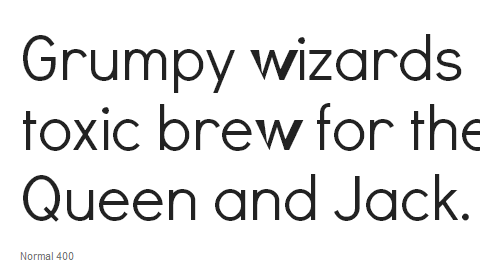 Grumpy wizards
toxic brew for the
Queen and Jack.
Normal 400